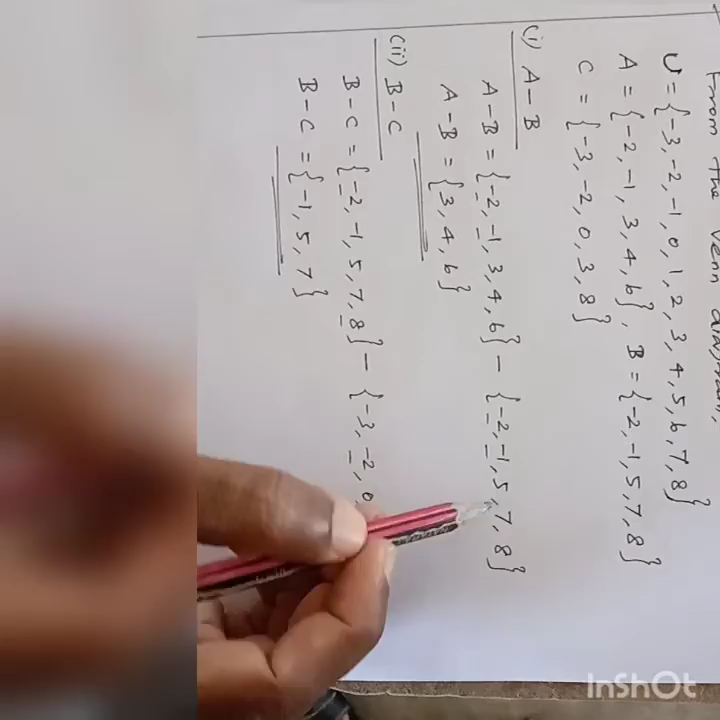 From the Venn diagram,
U = {-3, -2, -1, 0, 1, 2, 3, 4, 5, 6, 7, 8}
A = {-2, -1, 3, 4, 6}, B = {-2, -1, 5, 7, 8}
C = {-3, -2, 0, 3, 8}
(i) A - B
A - B = {-2, -1, 3, 4, 6} - {-2, -1, 5, 7, 8}
A - B = {3, 4, 6}
(ii) B - C
B - C = {-2, -1, 5, 7, 8} - {-3, -2, 0,
B - C = {-1, 5, 7}
InShOt